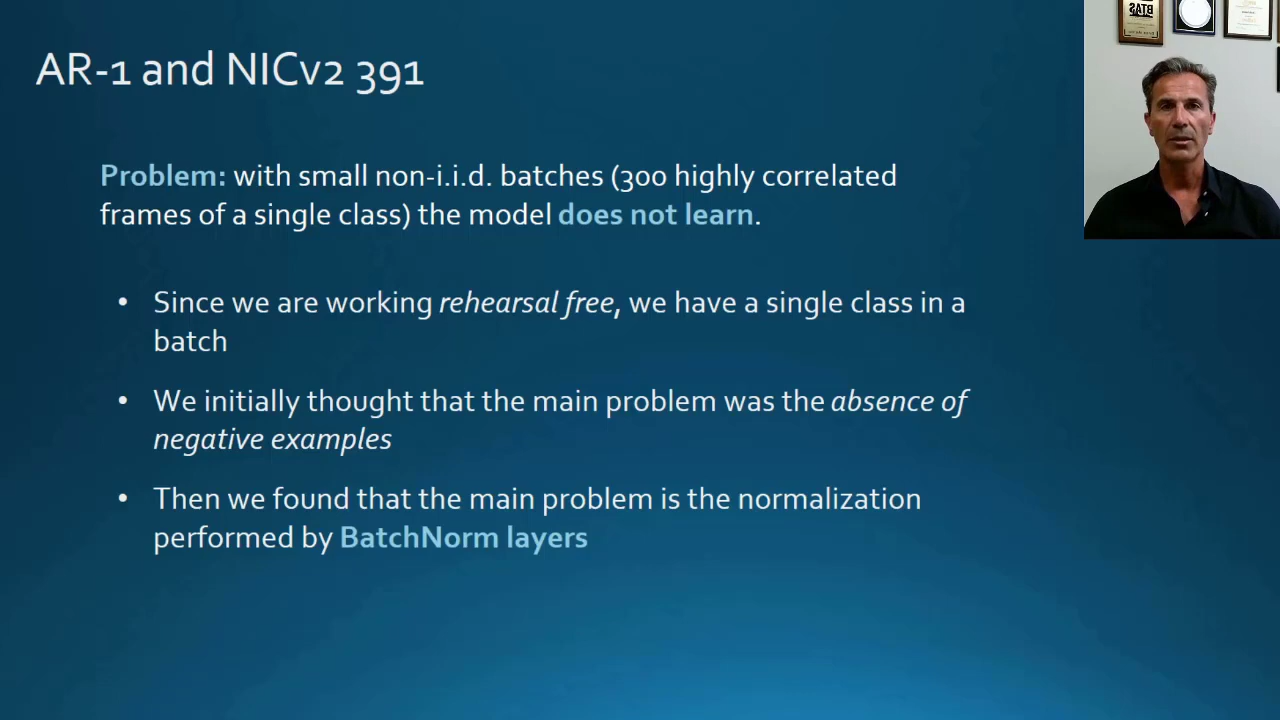 AR-1 and NICv2 391
Problem: with small non-i.i.d. batches (300 highly correlated
frames of a single class) the model does not learn.
• Since we are working rehearsal free, we have a single class in a
batch
• We initially thought that the main problem was the absence of
negative examples
• Then we found that the main problem is the normalization
performed by BatchNorm layers